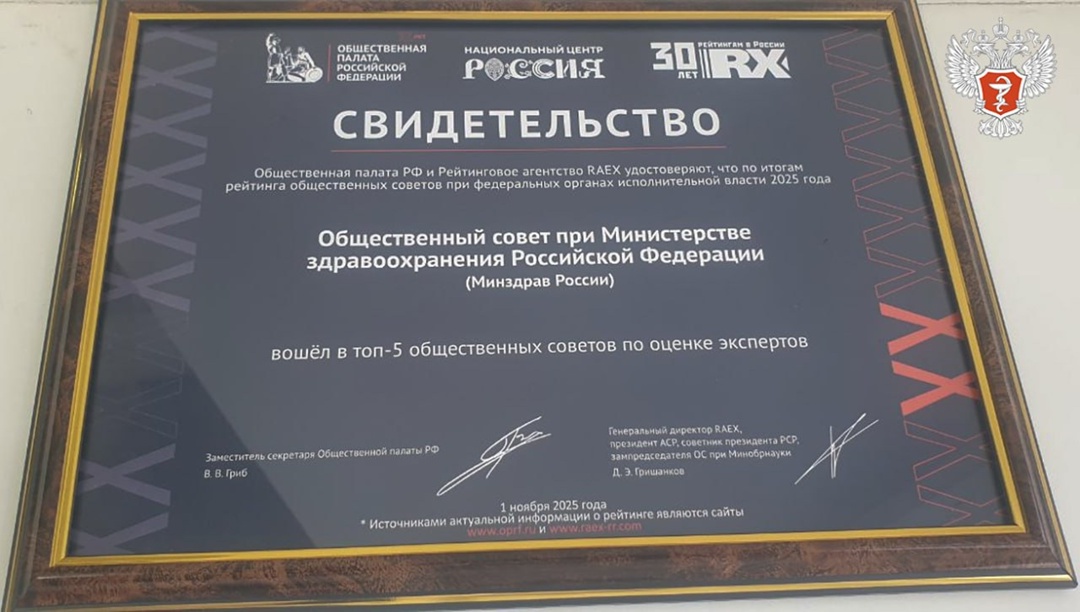 ОБЩЕСТВЕННАЯ
ПАЛАТА
РОССИЙСКОЙ
ФЕДЕРАЦИИ
НАЦИОНАЛЬНЫЙ ЦЕНТР
РОССИЯ
30 ЛЕТ
РЕЙТИНГАМ В РОССИИ
RX
СВИДЕТЕЛЬСТВО
Общественная палата РФ и Рейтинговое агентство RAEX удостоверяют, что по итогам
рейтинга общественных советов при федеральных органах исполнительной власти 2025 года
Общественный совет при Министерстве
здравоохранения Российской Федерации
(Минздрав России)
вошёл в топ-5 общественных советов по оценке экспертов
Заместитель секретаря Общественной палаты РФ
В. В. Гриб
Генеральный директор RAEX,
президент АСР, советник президента РСР,
зампредседателя ОС при Минобрнауки
Д. Э. Гришанков
1 ноября 2025 года
* Источниками актуальной информации о рейтинге являются сайты
www.oprf.ru и www.raex-rr.com